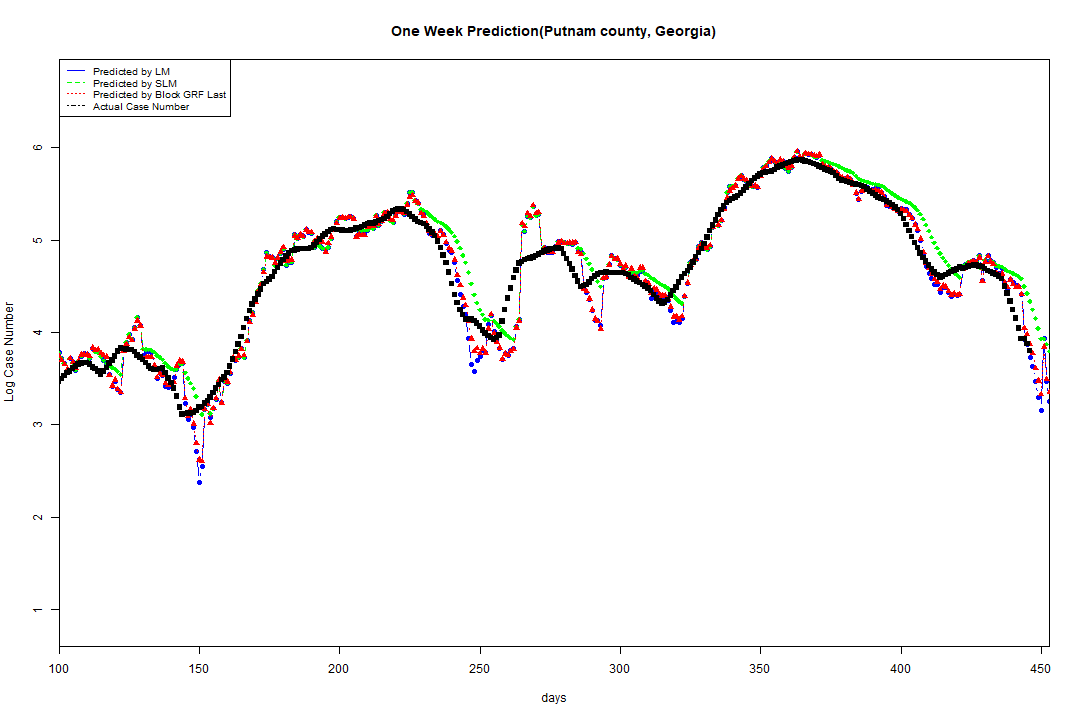 One Week Prediction(Putnam county, Georgia)
Predicted by LM
Predicted by SLM
Predicted by Block GRF Last
Actual Case Number
6
5
4
3
2
1
Log Case Number
100 150 200 250 300 350 400 450
days